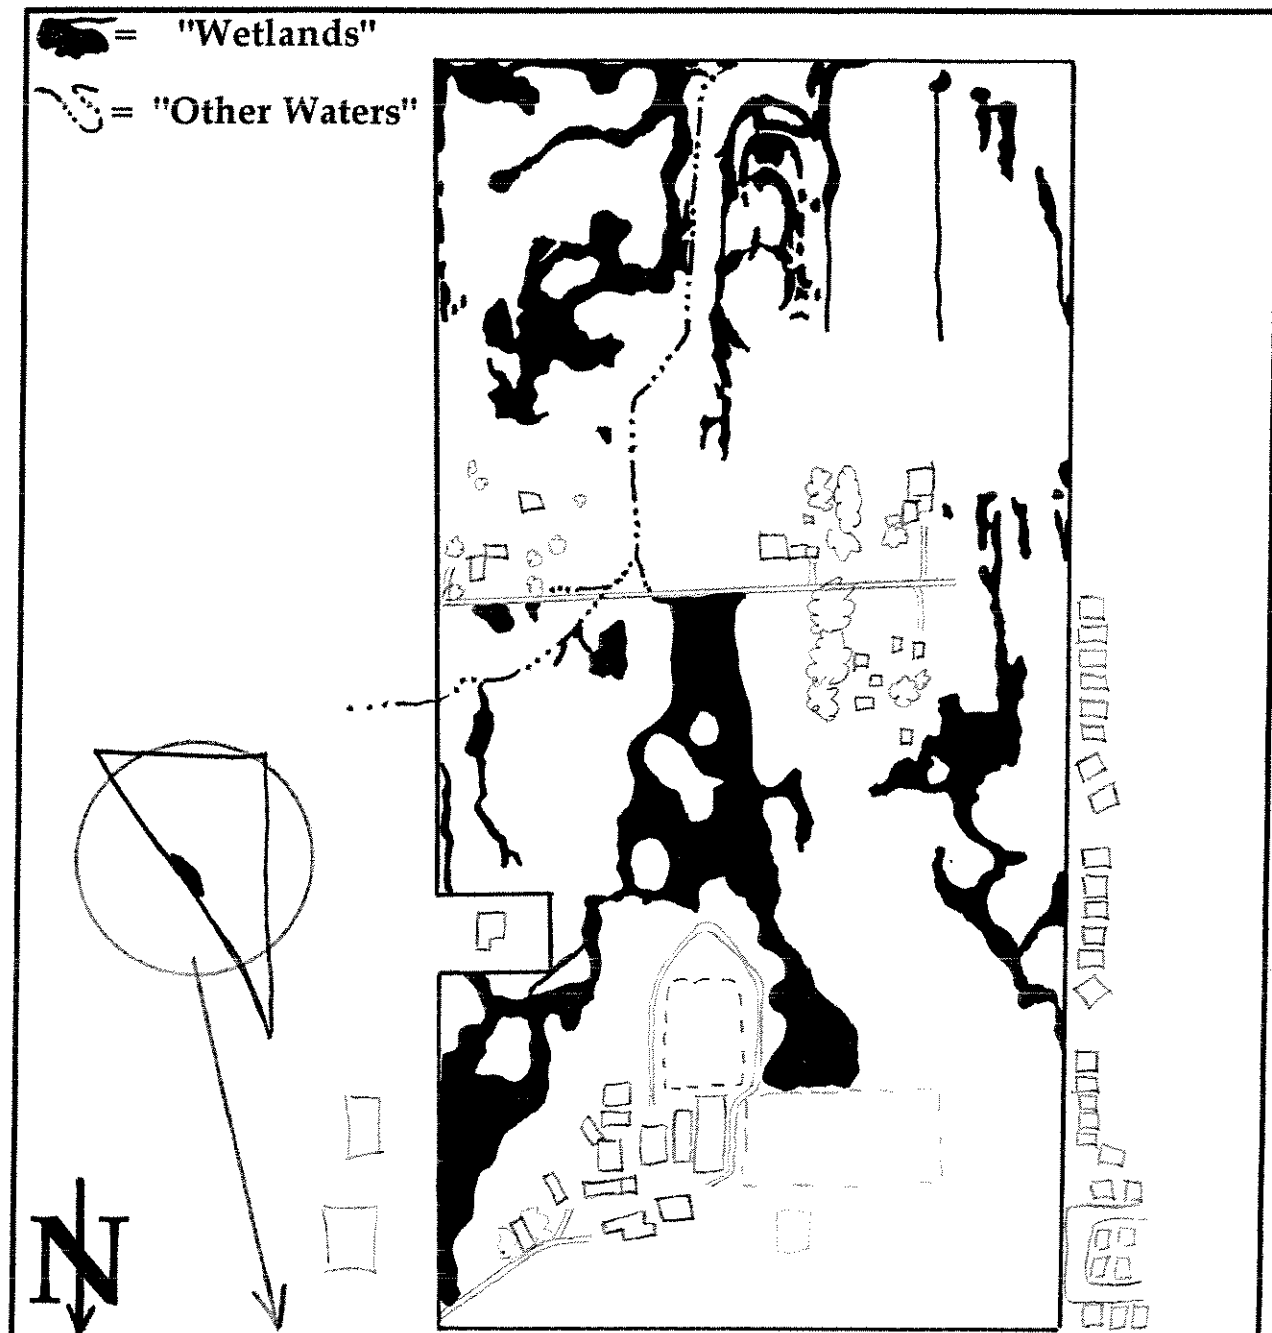 = "Wetlands"
= "Other Waters"
N